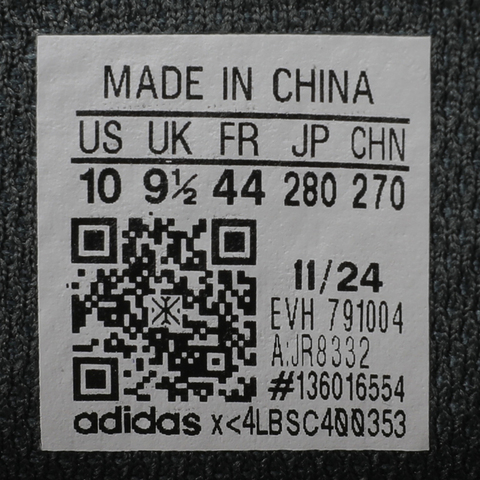 MADE IN CHINA
US UK FR JP CHN
10 9½ 44 280 270
11/24
EVH 791004
A:JR8332
#136016554
adidas x<4LBSC400353